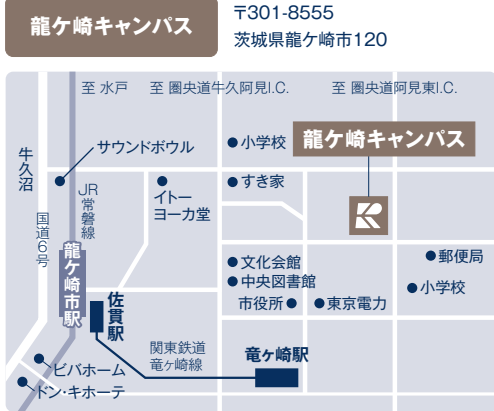 龍ケ崎キャンパス
〒301-8555
茨城県龍ケ崎市120
至 水戸
至 圏央道牛久阿見I.C.
至 圏央道阿見東I.C.
牛久沼
サウンドボウル
小学校
龍ケ崎キャンパス
すき家
イトー
ヨーカ堂
JR
常磐線
国道6号
龍ケ崎市駅
佐貫駅
文化会館
中央図書館
市役所
東京電力
郵便局
小学校
関東鉄道
竜ヶ崎線
竜ヶ崎駅
ビバホーム
ドン・キホーテ